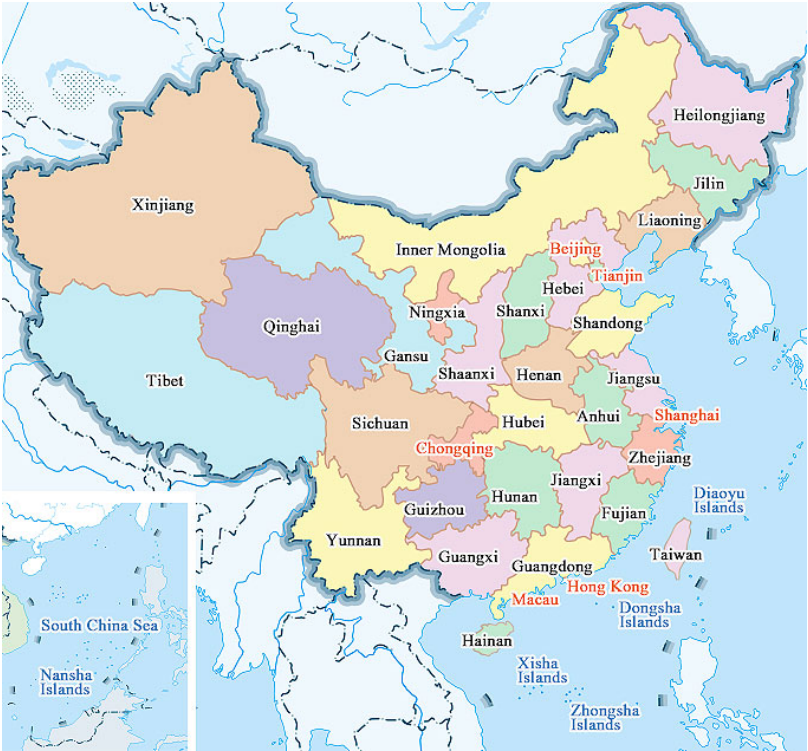 Heilongjiang
Jilin
Xinjiang
Liaoning
Inner Mongolia
Beijing
Tianjin
Hebei
Ningxia
Shanxi
Shandong
Qinghai
Gansu
Shaanxi
Henan
Jiangsu
Tibet
Sichuan
Hubei
Anhui
Shanghai
Chongqing
Zhejiang
Jiangxi
Hunan
Diaoyu
Islands
Guizhou
Fujian
Yunnan
Guangxi
Guangdong
Taiwan
Hong Kong
Macau
Dongsha
Islands
South China Sea
Hainan
Xisha
Islands
Nansha
Islands
Zhongsha
Islands